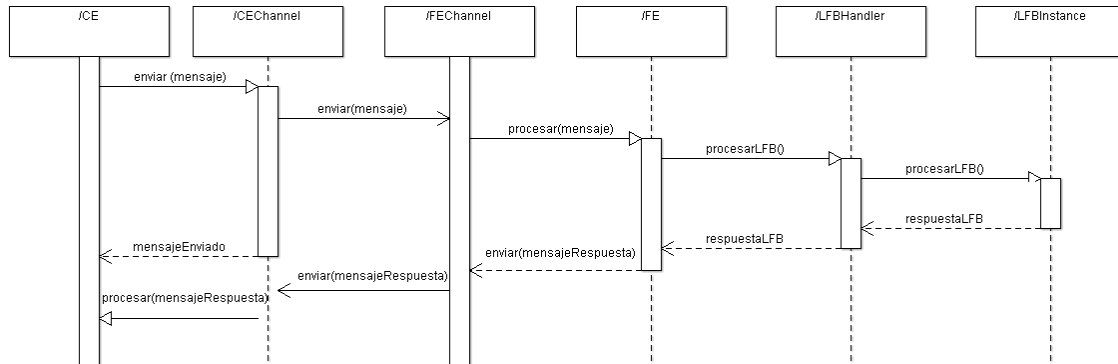 /CE
/CEChannel
/FEChannel
/FE
/LFBHandler
/LFBInstance
enviar (mensaje)
enviar(mensaje)
procesar(mensaje)
procesarLFB()
procesarLFB()
respuestaLFB
respuestaLFB
mensajeEnviado
enviar(mensajeRespuesta)
enviar(mensajeRespuesta)
procesar(mensajeRespuesta)